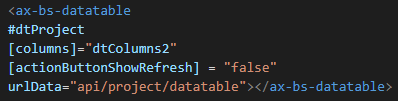 <ax-bs-datatable
#dtProject
[columns]="dtColumns2"
[actionButtonShowRefresh] = "false"
urlData="api/project/datatable"></ax-bs-datatable>